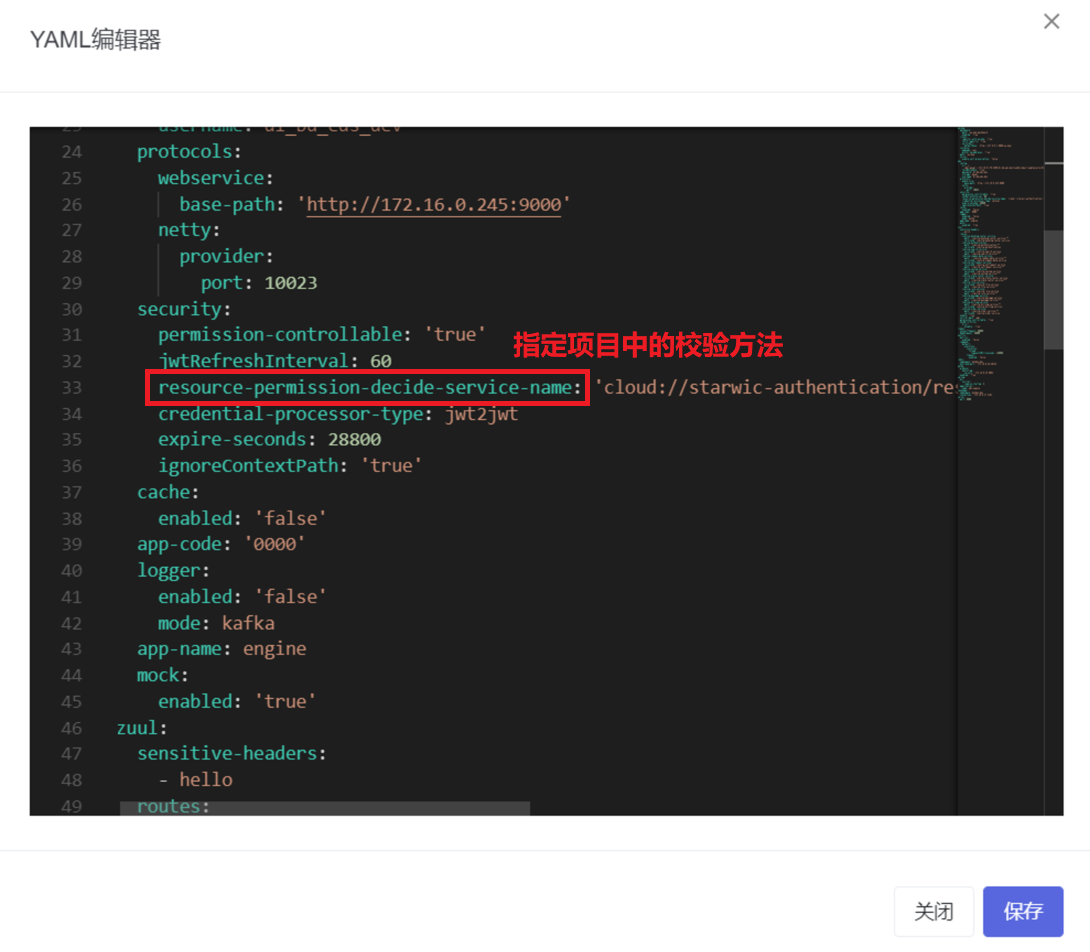 YAML编辑器
24 protocols:
25 webservice:
26 base-path: 'http://172.16.0.245:9000'
27 netty:
28 provider:
29 port: 10023
30 security:
31 permission-controllable: 'true'
指定项目中的校验方法
32 jwtRefreshInterval: 60
33 resource-permission-decide-service-name: 'cloud://starwic-authentication/re
34 credential-processor-type: jwt2jwt
35 expire-seconds: 28800
36 ignoreContextPath: 'true'
37 cache:
38 enabled: 'false'
39 app-code: '0000'
40 logger:
41 enabled: 'false'
42 mode: kafka
43 app-name: engine
44 mock:
45 enabled: 'true'
46 zuul:
47 sensitive-headers:
48 - hello
49 routes:
关闭
保存